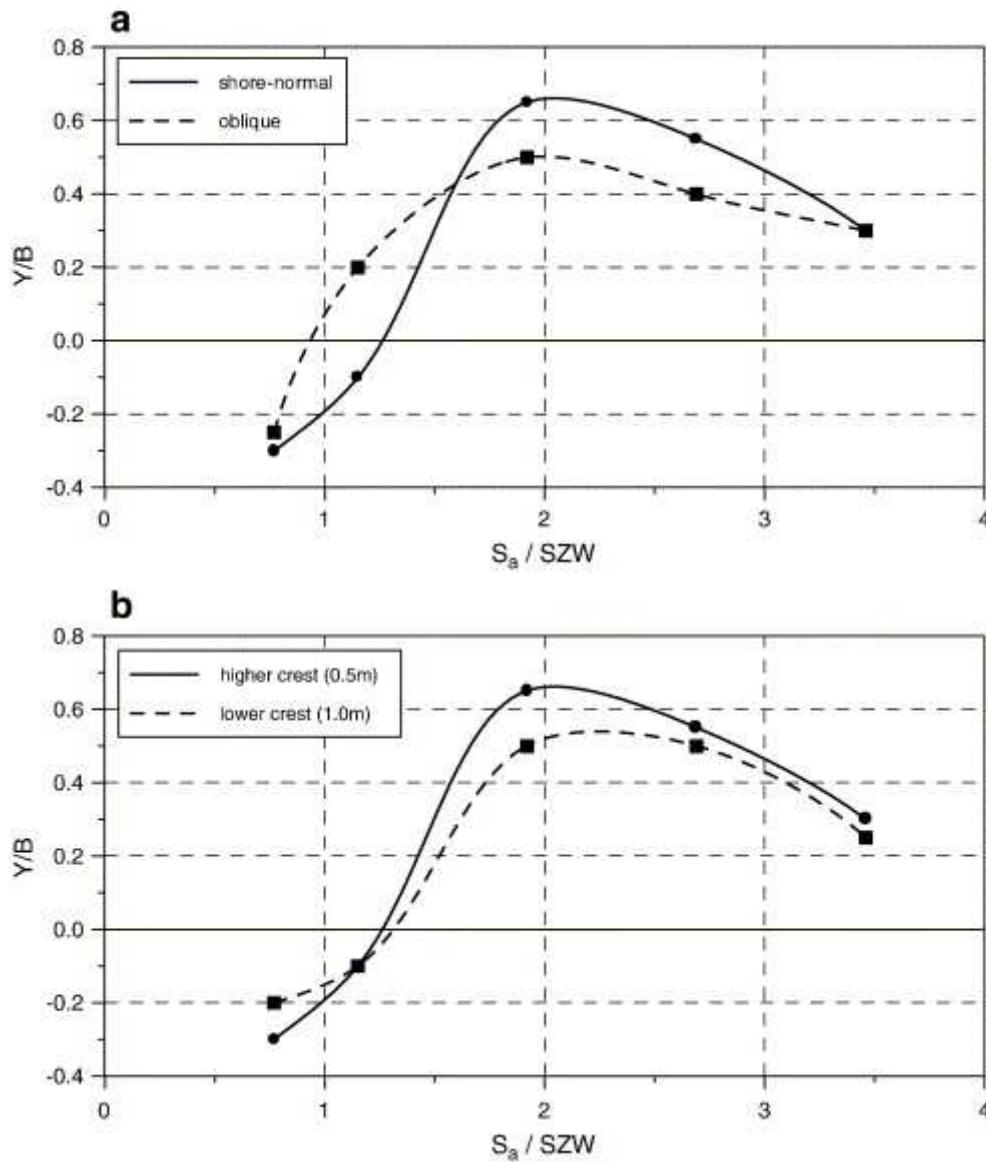 a
0.8
0.6
0.4
0.2
0.0
-0.2
-0.4
Y/B
shore-normal
oblique
0 1 2 3 4
Sa / SZW
b
0.8
0.6
0.4
0.2
0.0
-0.2
-0.4
Y/B
higher crest (0.5m)
lower crest (1.0m)
0 1 2 3 4
Sa / SZW